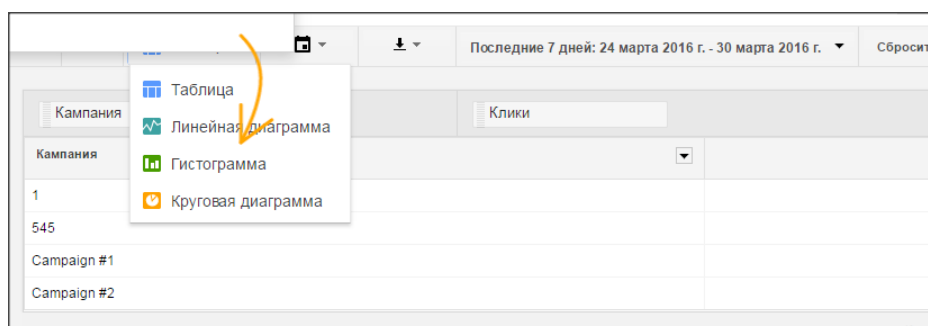 Последние 7 дней: 24 марта 2016 г. - 30 марта 2016 г.
Таблица
Кампания
Клики
Линейная диаграмма
Кампания
Гистограмма
1
Круговая диаграмма
545
Campaign #1
Campaign #2